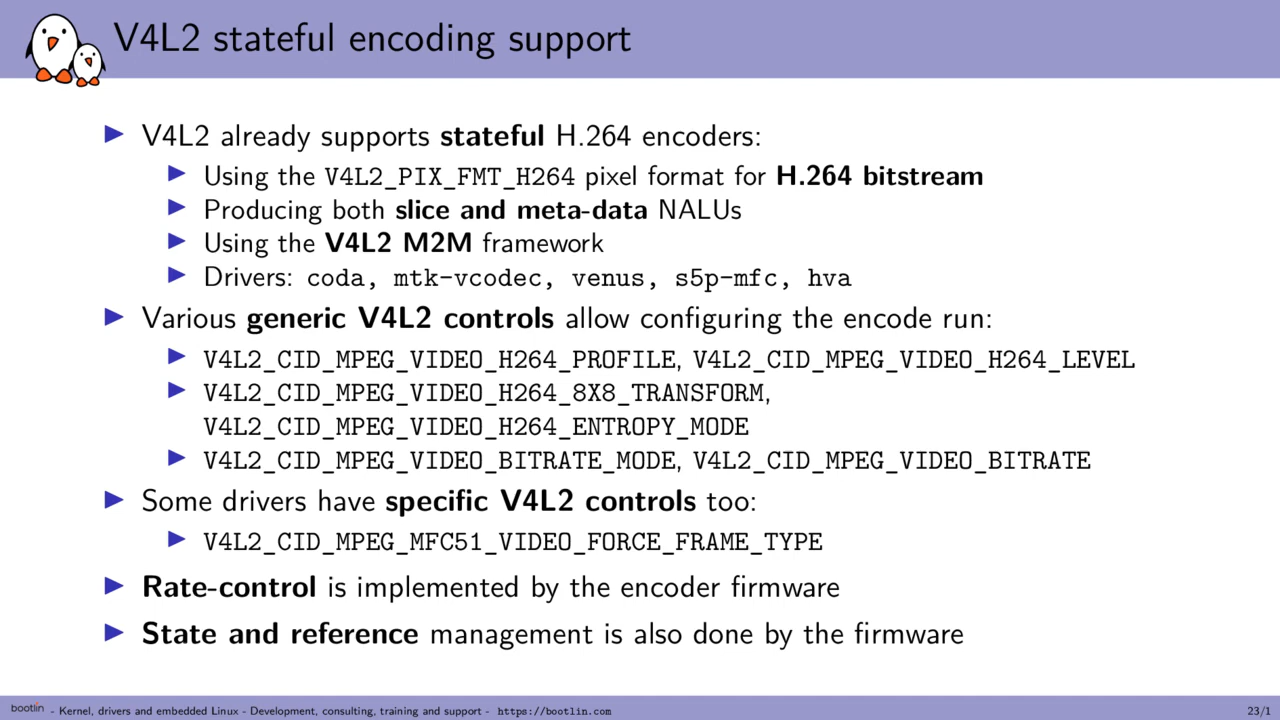 V4L2 stateful encoding support
▶ V4L2 already supports stateful H.264 encoders:
▶ Using the V4L2_PIX_FMT_H264 pixel format for H.264 bitstream
▶ Producing both slice and meta-data NALUs
▶ Using the V4L2 M2M framework
▶ Drivers: coda, mtk-vcodec, venus, s5p-mfc, hva
▶ Various generic V4L2 controls allow configuring the encode run:
▶ V4L2_CID_MPEG_VIDEO_H264_PROFILE, V4L2_CID_MPEG_VIDEO_H264_LEVEL
▶ V4L2_CID_MPEG_VIDEO_H264_8X8_TRANSFORM,
V4L2_CID_MPEG_VIDEO_H264_ENTROPY_MODE
▶ V4L2_CID_MPEG_VIDEO_BITRATE_MODE, V4L2_CID_MPEG_VIDEO_BITRATE
▶ Some drivers have specific V4L2 controls too:
▶ V4L2_CID_MPEG_MFC51_VIDEO_FORCE_FRAME_TYPE
▶ Rate-control is implemented by the encoder firmware
▶ State and reference management is also done by the firmware
bootlin - Kernel, drivers and embedded Linux - Development, consulting, training and support - https://bootlin.com 23/1